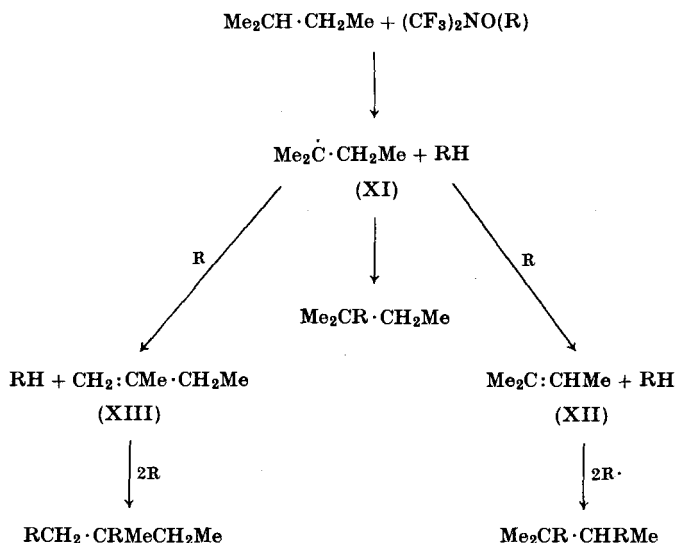 Me₂CH·CH₂Me + (CF₃)₂NO(R)
Me₂Ċ·CH₂Me + RH
(XI)
R R
Me₂CR·CH₂Me
RH + CH₂:CMe·CH₂Me Me₂C:CHMe + RH
(XIII) (XII)
2R 2R·
RCH₂·CRMeCH₂Me Me₂CR·CHRMe